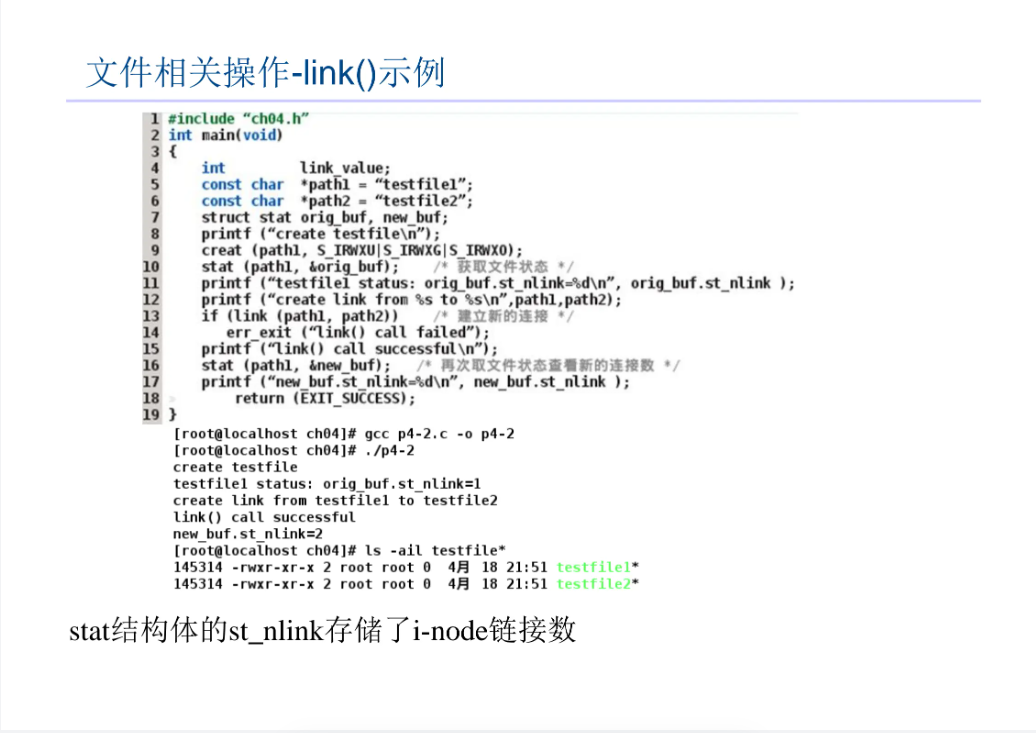 文件相关操作-link()示例
1 #include “ch04.h”
2 int main(void)
3 {
4     int         link_value;
5     const char  *path1 = “testfile1”;
6     const char  *path2 = “testfile2”;
7     struct stat orig_buf, new_buf;
8     printf (“create testfile\n”);
9     creat (path1, S_IRWXU|S_IRWXG|S_IRWXO);
10     stat (path1, &orig_buf);    /* 获取文件状态 */
11     printf (“testfile1 status: orig_buf.st_nlink=%d\n”, orig_buf.st_nlink );
12     printf (“create link from %s to %s\n”,path1,path2);
13     if (link (path1, path2))    /* 建立新的连接 */
14        err_exit (“link() call failed”);
15     printf (“link() call successful\n”);
16     stat (path1, &new_buf);   /* 再次取文件状态查看新的连接数 */
17     printf (“new_buf.st_nlink=%d\n”, new_buf.st_nlink );
18         return (EXIT_SUCCESS);
19 }
[root@localhost ch04]# gcc p4-2.c -o p4-2
[root@localhost ch04]# ./p4-2
create testfile
testfile1 status: orig_buf.st_nlink=1
create link from testfile1 to testfile2
link() call successful
new_buf.st_nlink=2
[root@localhost ch04]# ls -ail testfile*
145314 -rwxr-xr-x 2 root root 0  4月  18 21:51 testfile1*
145314 -rwxr-xr-x 2 root root 0  4月  18 21:51 testfile2*
stat结构体的st_nlink存储了i-node链接数